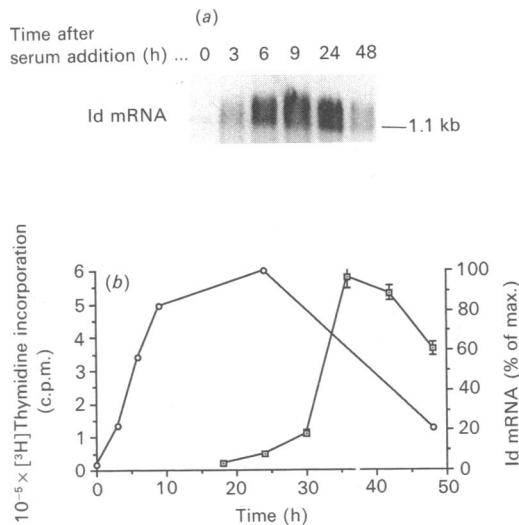 (a)
Time after
serum addition (h) ... 0 3 6 9 24 48
Id mRNA
1.1 kb
(b)
10⁻⁵ × [³H]Thymidine incorporation
(c.p.m.)
6
5
4
3
2
1
0
100
80
60
40
20
0
Id mRNA (% of max.)
0 10 20 30 40 50
Time (h)